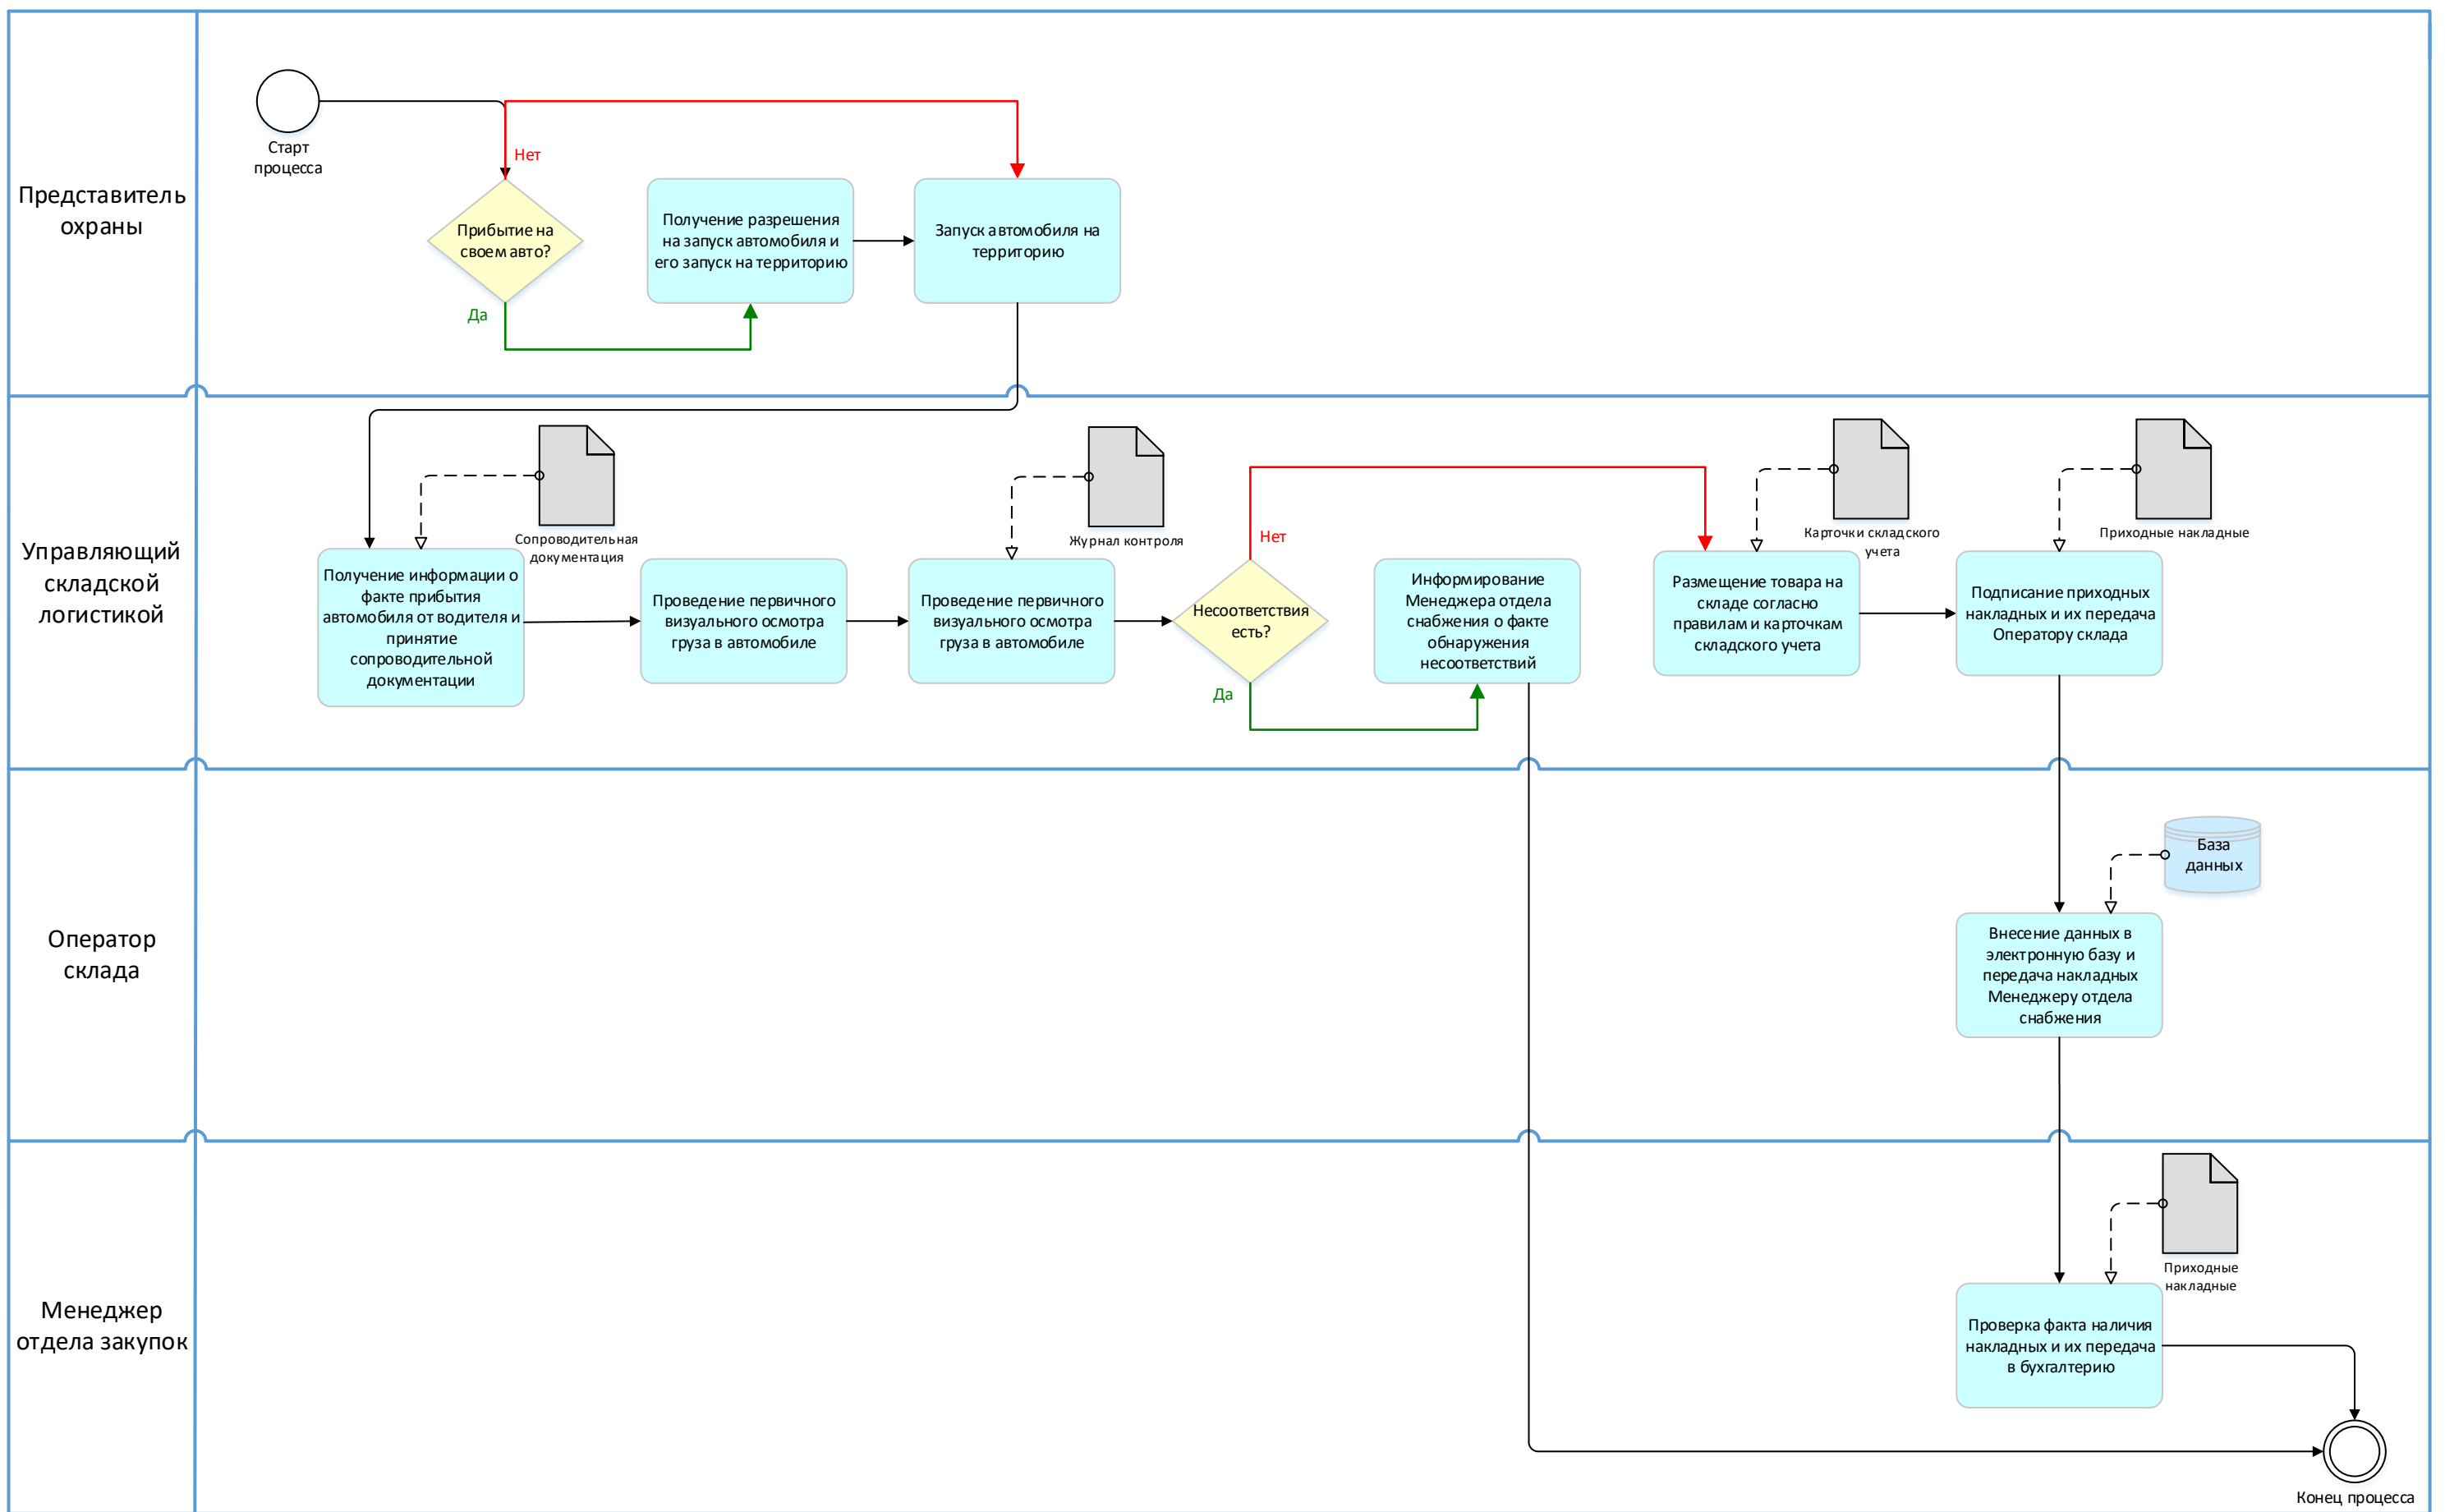 Представитель
охраны
Старт
процесса
Нет
Прибытие на
своем авто?
Да
Получение разрешения
на запуск автомобиля и
его запуск на территорию
Запуск автомобиля на
территорию
Управляющий
складской
логистикой
Сопроводительная
документация
Получение информации о
факте прибытия
автомобиля от водителя и
принятие
сопроводительной
документации
Проведение первичного
визуального осмотра
груза в автомобиле
Журнал контроля
Проведение первичного
визуального осмотра
груза в автомобиле
Нет
Несоответствия
есть?
Да
Информирование
Менеджера отдела
снабжения о факте
обнаружения
несоответствий
Карточки складского
учета
Размещение товара на
складе согласно
правилам и карточкам
складского учета
Приходные накладные
Подписание приходных
накладных и их передача
Оператору склада
Оператор
склада
База
данных
Внесение данных в
электронную базу и
передача накладных
Менеджеру отдела
снабжения
Менеджер
отдела закупок
Приходные
накладные
Проверка факта наличия
накладных и их передача
в бухгалтерию
Конец процесса